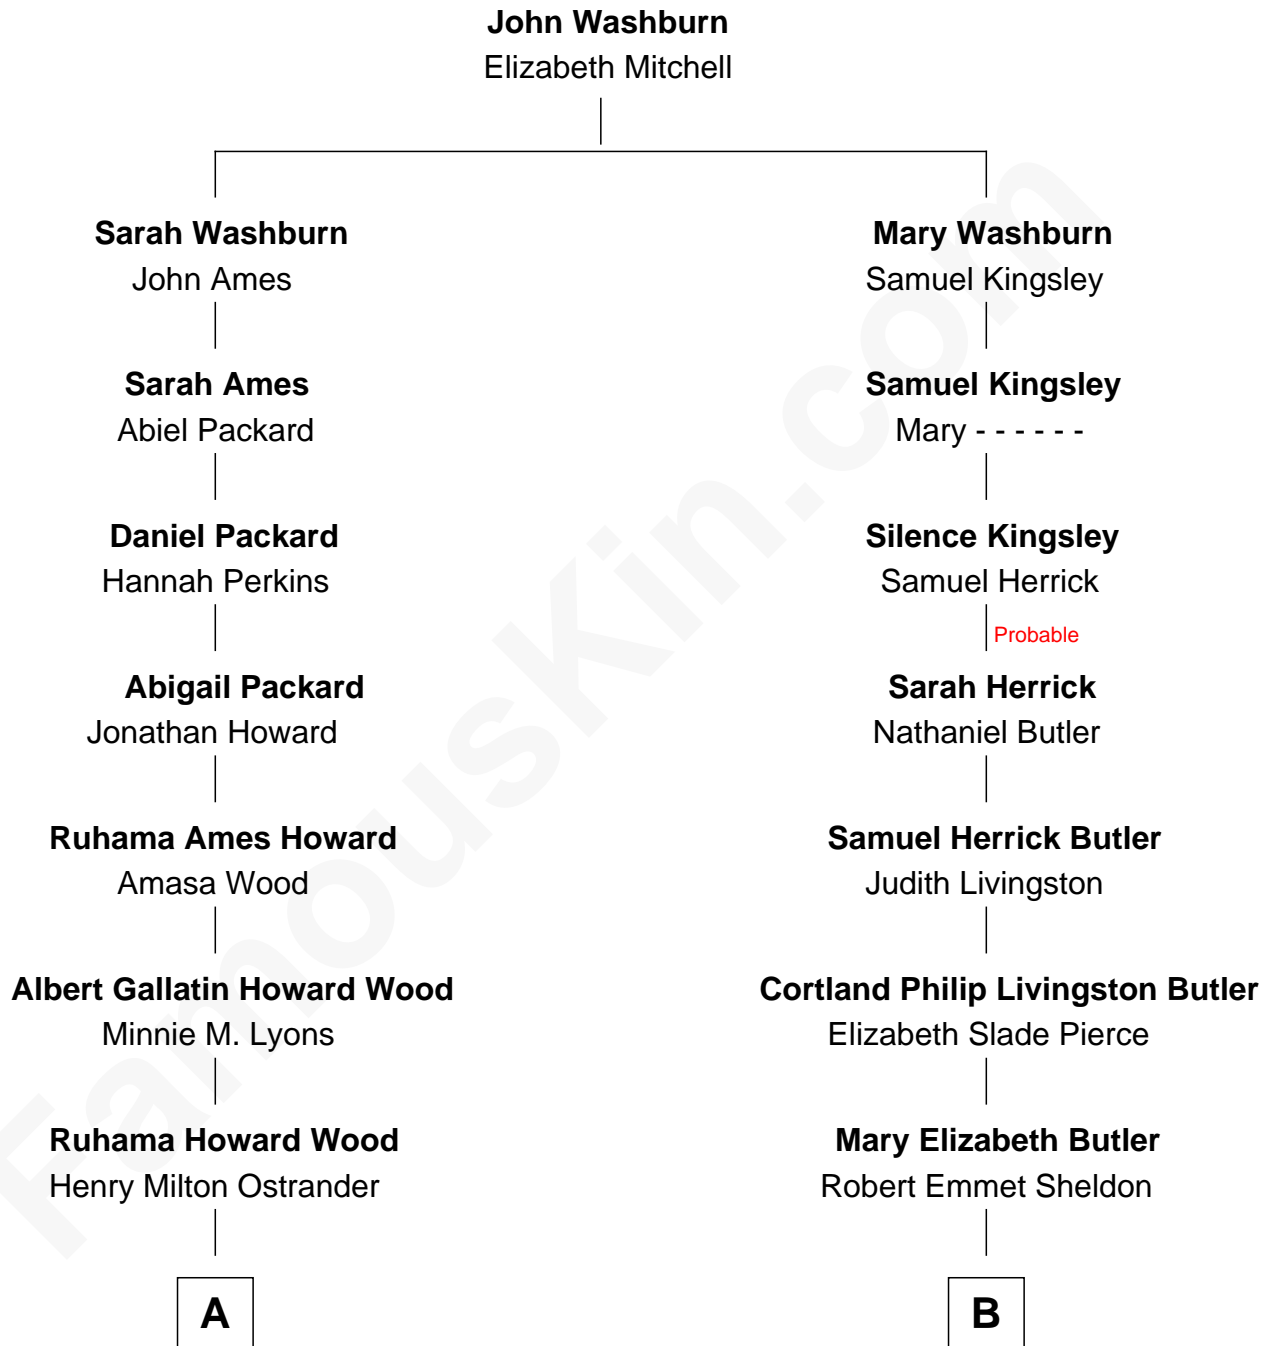 John Washburn
Elizabeth Mitchell
Sarah Washburn
John Ames
Mary Washburn
Samuel Kingsley
Sarah Ames
Abiel Packard
Samuel Kingsley
Mary - - - - - -
Daniel Packard
Hannah Perkins
Silence Kingsley
Samuel Herrick
Probable
Abigail Packard
Jonathan Howard
Sarah Herrick
Nathaniel Butler
Ruhama Ames Howard
Amasa Wood
Samuel Herrick Butler
Judith Livingston
Albert Gallatin Howard Wood
Minnie M. Lyons
Cortland Philip Livingston Butler
Elizabeth Slade Pierce
Ruhama Howard Wood
Henry Milton Ostrander
Mary Elizabeth Butler
Robert Emmet Sheldon
A
B
FamousKin.com